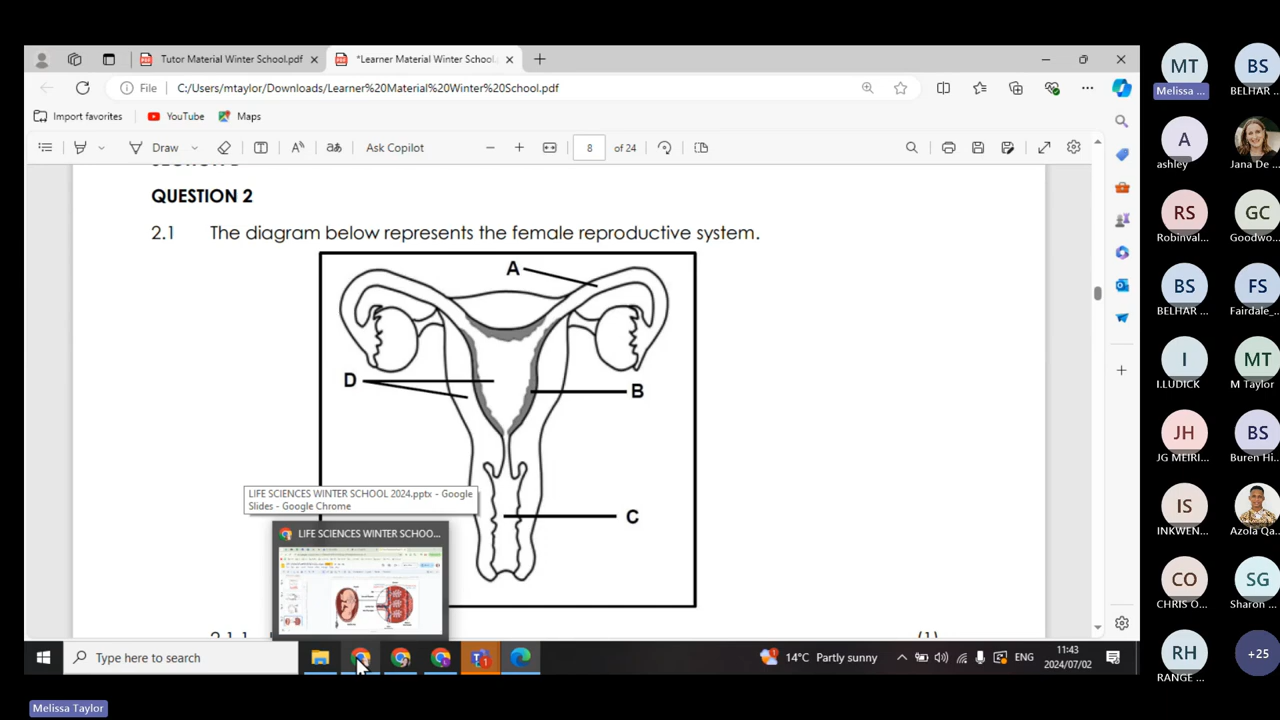 Tutor Material Winter School.pdf
*Learner Material Winter School.
File C:/Users/mtaylor/Downloads/Learner%20Material%20Winter%20School.pdf
Import favorites YouTube Maps
Draw Ask Copilot 8 of 24
QUESTION 2
2.1 The diagram below represents the female reproductive system.
A
D
B
C
LIFE SCIENCES WINTER SCHOOL 2024.pptx - Google
Slides - Google Chrome
LIFE SCIENCES WINTER SCHOO...
(1)
Type here to search
1
14°C Partly sunny
ENG
11:43
2024/07/02
Melissa Taylor
MT
Melissa ...
BS
BELHAR
A
ashley
Jana De
RS
Robinval...
GC
Goodwo...
BS
BELHAR
FS
Fairdale_
I
I.LUDICK
MT
M Taylor
JH
JG MEIRI...
BS
Buren Hi
IS
INKWEN
Azola Qa
CO
CHRIS O...
SG
Sharon
RH
RANGE
+25